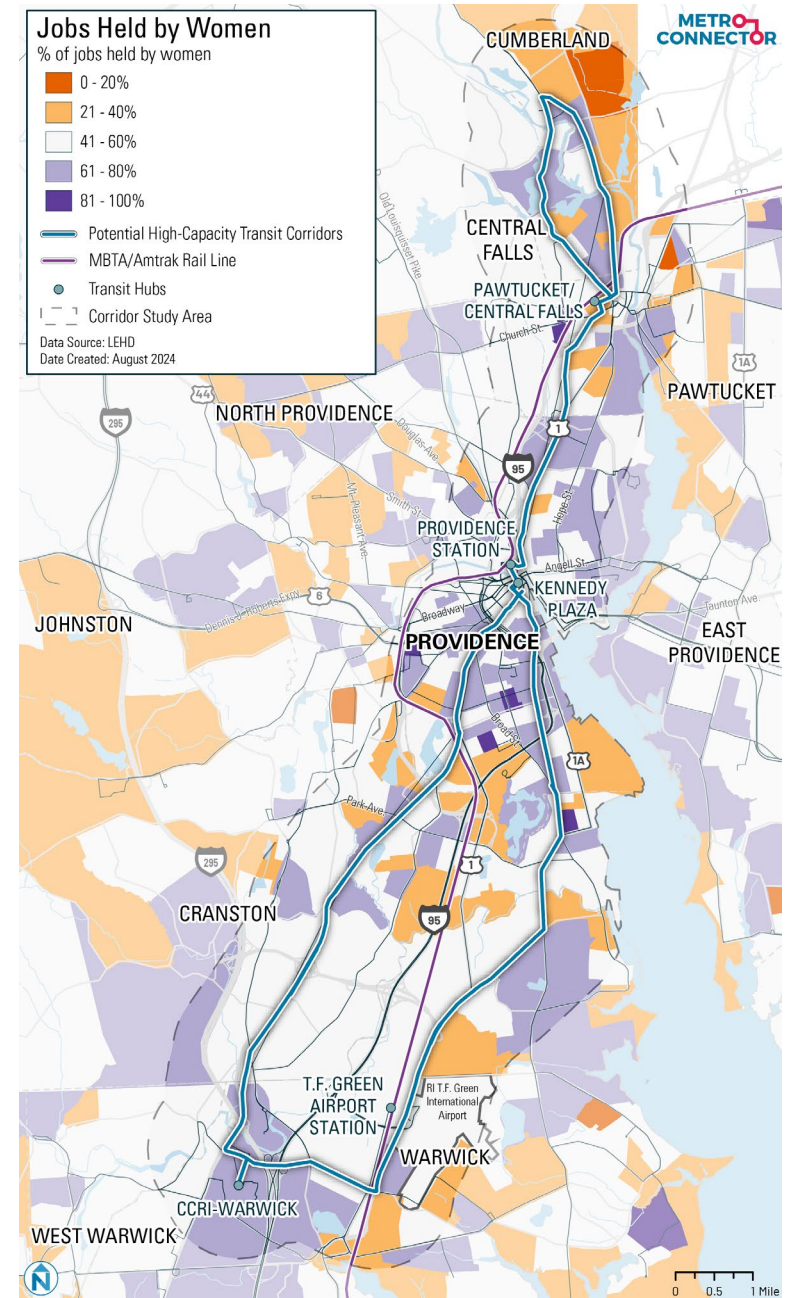 Jobs Held by Women
% of jobs held by women
0 - 20%
21 - 40%
41 - 60%
61 - 80%
81 - 100%
Potential High-Capacity Transit Corridors
MBTA/Amtrak Rail Line
Transit Hubs
Corridor Study Area
Data Source: LEHD
Date Created: August 2024
METRO
CONNECTOR
CUMBERLAND
Old Louisquisset Pike
CENTRAL
FALLS
PAWTUCKET/
CENTRAL FALLS
Church St.
1A
PAWTUCKET
44
295
NORTH PROVIDENCE
1
Douglas Ave.
95
Mt. Pleasant Ave.
Smith St.
Hope St.
PROVIDENCE
STATION
Angell St.
6
Dennis J. Roberts Expy
KENNEDY
PLAZA
Taunton Ave.
Broadway
JOHNSTON
PROVIDENCE
EAST
PROVIDENCE
Broad St.
1A
Park Ave.
295
1
CRANSTON
95
T.F. GREEN
AIRPORT
STATION
RI T.F. Green
International
Airport
WARWICK
CCRI-WARWICK
WEST WARWICK
N
0 0.5 1 Mile